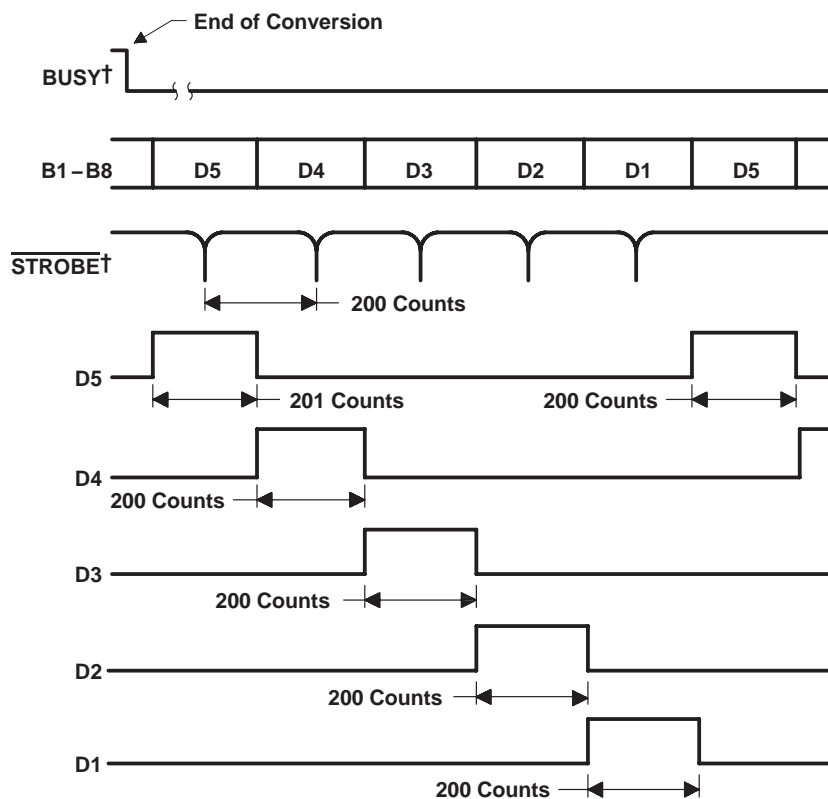 End of Conversion
BUSY†
B1–B8 D5 D4 D3 D2 D1 D5
STROBE†
200 Counts
D5
201 Counts 200 Counts
D4
200 Counts
D3
200 Counts
D2
200 Counts
D1
200 Counts